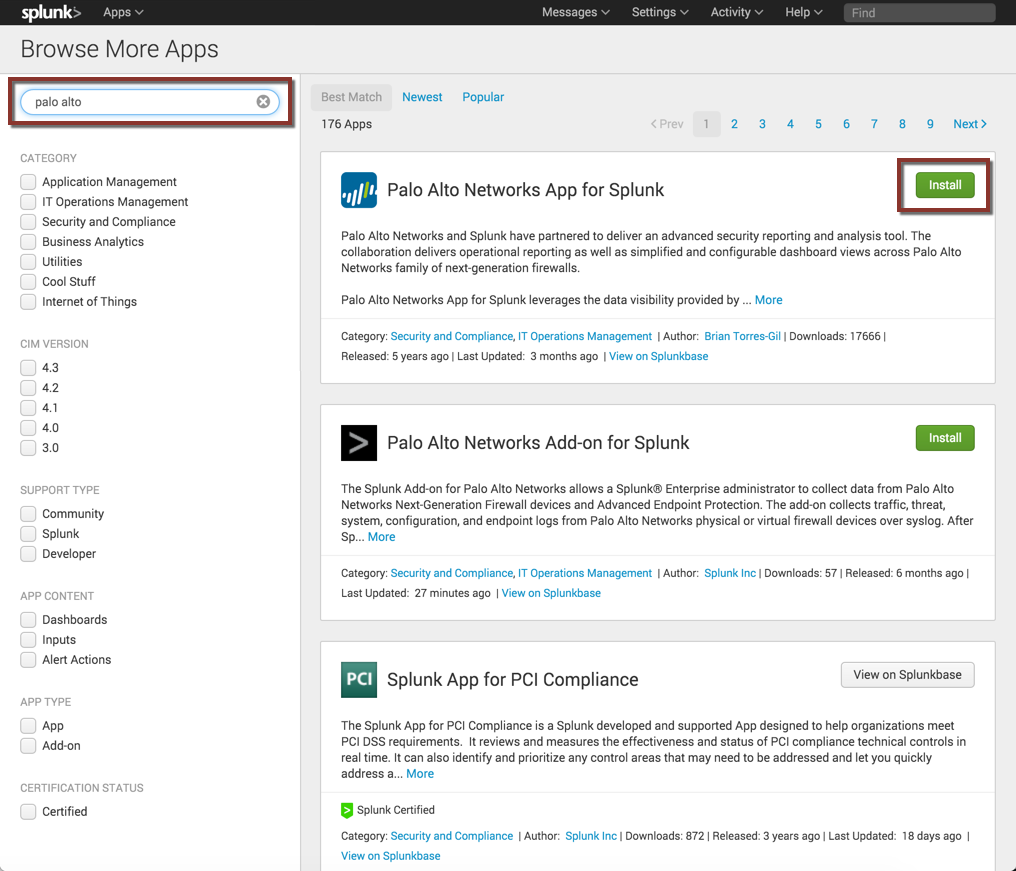 splunk> Apps Messages Settings Activity Help Find
Browse More Apps
palo alto
CATEGORY
Application Management
IT Operations Management
Security and Compliance
Business Analytics
Utilities
Cool Stuff
Internet of Things
CIM VERSION
4.3
4.2
4.1
4.0
3.0
SUPPORT TYPE
Community
Splunk
Developer
APP CONTENT
Dashboards
Inputs
Alert Actions
APP TYPE
App
Add-on
CERTIFICATION STATUS
Certified
Best Match Newest Popular
176 Apps < Prev 1 2 3 4 5 6 7 8 9 Next >
Palo Alto Networks App for Splunk Install
Palo Alto Networks and Splunk have partnered to deliver an advanced security reporting and analysis tool. The
collaboration delivers operational reporting as well as simplified and configurable dashboard views across Palo Alto
Networks family of next-generation firewalls.
Palo Alto Networks App for Splunk leverages the data visibility provided by ... More
Category: Security and Compliance, IT Operations Management | Author: Brian Torres-Gil | Downloads: 17666 |
Released: 5 years ago | Last Updated: 3 months ago | View on Splunkbase
Palo Alto Networks Add-on for Splunk Install
The Splunk Add-on for Palo Alto Networks allows a Splunk® Enterprise administrator to collect data from Palo Alto
Networks Next-Generation Firewall devices and Advanced Endpoint Protection. The add-on collects traffic, threat,
system, configuration, and endpoint logs from Palo Alto Networks physical or virtual firewall devices over syslog. After
Sp... More
Category: Security and Compliance, IT Operations Management | Author: Splunk Inc | Downloads: 57 | Released: 6 months ago |
Last Updated: 27 minutes ago | View on Splunkbase
PCI Splunk App for PCI Compliance View on Splunkbase
The Splunk App for PCI Compliance is a Splunk developed and supported App designed to help organizations meet
PCI DSS requirements. It reviews and measures the effectiveness and status of PCI compliance technical controls in
real time. It can also identify and prioritize any control areas that may need to be addressed and let you quickly
address a... More
Splunk Certified
Category: Security and Compliance | Author: Splunk Inc | Downloads: 872 | Released: 3 years ago | Last Updated: 18 days ago |
View on Splunkbase